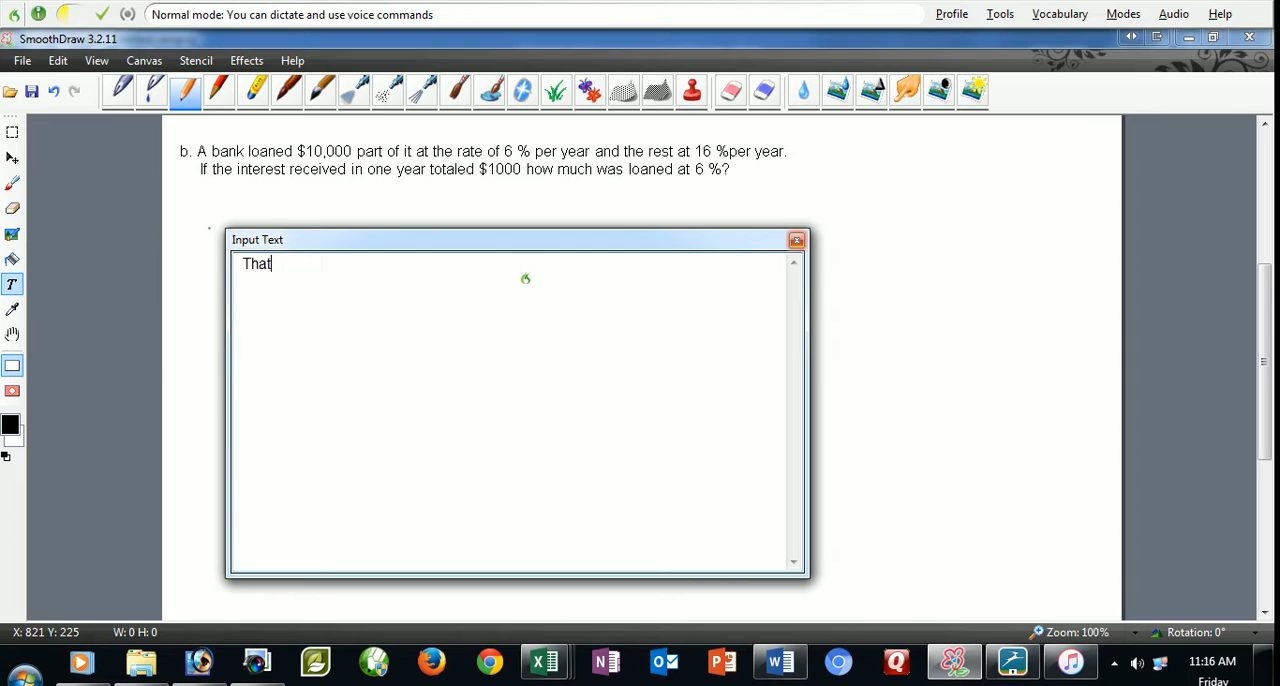 Normal mode: You can dictate and use voice commands
Profile Tools Vocabulary Modes Audio Help
SmoothDraw 3.2.11
File Edit View Canvas Stencil Effects Help
b. A bank loaned $10,000 part of it at the rate of 6 % per year and the rest at 16 %per year.
If the interest received in one year totaled $1000 how much was loaned at 6 %?
Input Text
That
X: 821 Y: 225 W: 0 H: 0 Zoom: 100% Rotation: 0°
11:16 AM
Friday